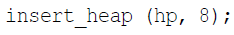 insert_heap (hp, 8);